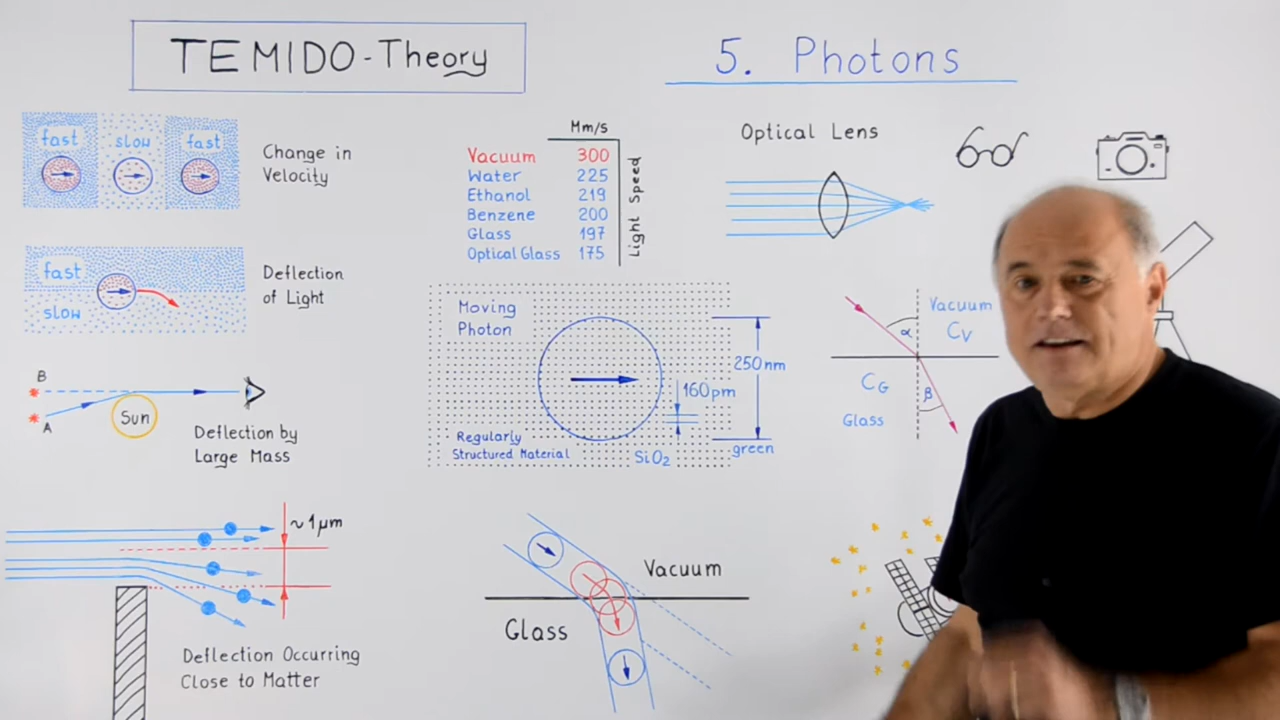 TEMIDO - Theory
5. Photons
fast slow fast
Change in
Velocity
fast
slow
Deflection
of Light
B
A
Sun
Deflection by
Large Mass
~1μm
Deflection Occurring
Close to Matter
Mm/s
Vacuum 300
Water 225
Ethanol 219
Benzene 200
Glass 197
Optical Glass 175
Light Speed
Moving
Photon
250nm
160pm
Regularly
Structured Material
SiO₂
green
Vacuum
Glass
Optical Lens
Vacuum
α
C_V
C_G
β
Glass